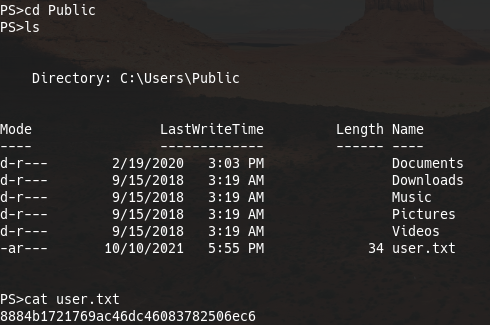 PS>cd Public
PS>ls
Directory: C:\Users\Public
Mode LastWriteTime Length Name
---- ------------- ------ ----
d-r--- 2/19/2020 3:03 PM Documents
d-r--- 9/15/2018 3:19 AM Downloads
d-r--- 9/15/2018 3:19 AM Music
d-r--- 9/15/2018 3:19 AM Pictures
d-r--- 9/15/2018 3:19 AM Videos
-ar--- 10/10/2021 5:55 PM 34 user.txt
PS>cat user.txt
8884b1721769ac46dc46083782506ec6